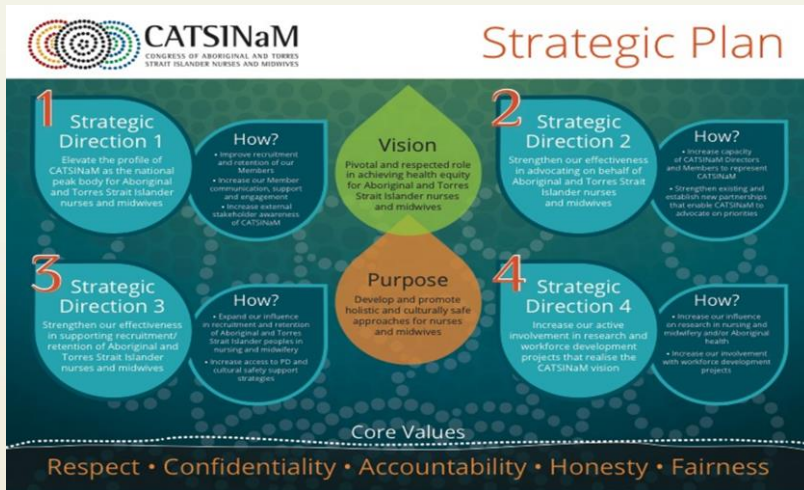 CATSINaM
CONGRESS OF ABORIGINAL AND TORRES
STRAIT ISLANDER NURSES AND MIDWIVES
Strategic Plan
1
Strategic
Direction 1
Elevate the profile of
CATSINaM as the national
peak body for Aboriginal
and Torres Strait Islander
nurses and midwives
How?
• Improve recruitment
and retention of our
Members
• Increase our Member
communication, support
and engagement
• Increase external
stakeholder awareness
of CATSINaM
Vision
Pivotal and respected role
in achieving health equity
for Aboriginal and Torres
Strait Islander nurses
and midwives
2
Strategic
Direction 2
Strengthen our effectiveness
in advocating on behalf of
Aboriginal and Torres Strait
Islander nurses
and midwives
How?
• Increase capacity
of CATSINaM Directors
and Members to represent
CATSINaM
• Strengthen existing and
establish new partnerships
that enable CATSINaM to
advocate on priorities
3
Strategic
Direction 3
Strengthen our effectiveness
in supporting recruitment/
retention of Aboriginal and
Torres Strait Islander
nurses and midwives
How?
• Expand our influence
in recruitment and retention
of Aboriginal and Torres
Strait Islander peoples in
nursing and midwifery
• Increase access to PD and
cultural safety support
strategies
Purpose
Develop and promote
holistic and culturally safe
approaches for nurses
and midwives
4
Strategic
Direction 4
Increase our active
involvement in research and
workforce development
projects that realise the
CATSINaM vision
How?
• Increase our influence
on research in nursing and
midwifery and/or Aboriginal
health
• Increase our involvement
with workforce development
projects
Core Values
Respect • Confidentiality • Accountability • Honesty • Fairness